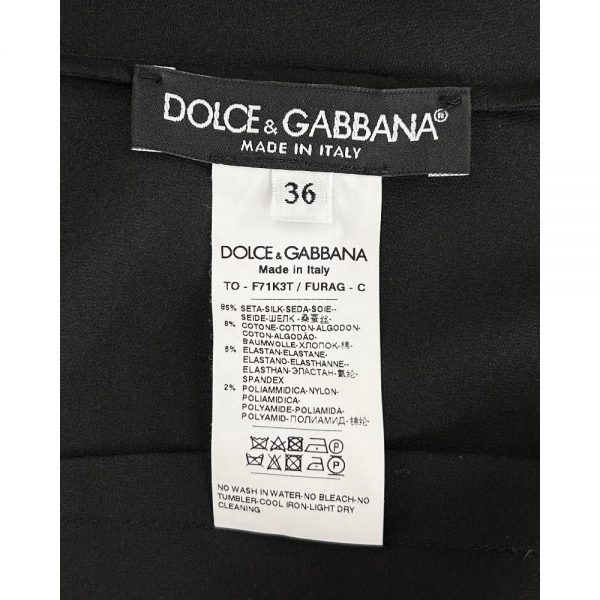 DOLCE & GABBANA®
MADE IN ITALY
36
DOLCE & GABBANA
Made in Italy
TO - F71K3T / FURAG - C
85% SETA-SILK-SEDA-SOIE--
SEIDE-ШЕЛК -桑蚕丝-
8% COTONE-COTTON-ALGODON-
COTON-ALGODÃO-
BAUMWOLLE-ХЛОПОК-棉-
5% ELASTAN-ELASTANE-
ELASTANO-ELASTHANNE-
ELASTHAN-ЭЛАСТАН-氨纶-
SPANDEX
2% POLIAMMIDICA-NYLON-
POLIAMIDICA-
POLYAMIDE-POLIAMIDA-
POLYAMID-ПОЛИАМИД-锦纶-
P
P
NO WASH IN WATER-NO BLEACH-NO
TUMBLER-COOL IRON-LIGHT DRY
CLEANING